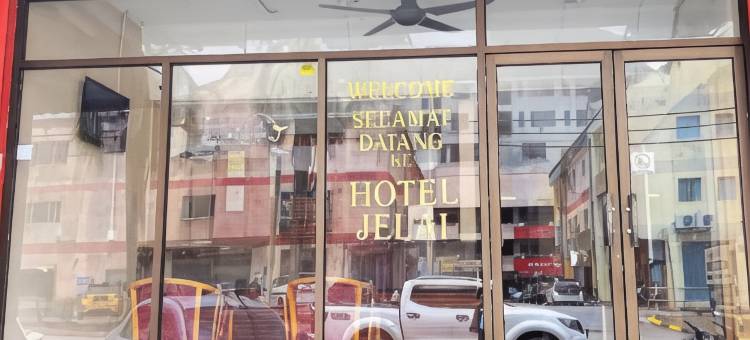 WELCOME
SELAMAT
DATANG
KE
HOTEL
JELAI